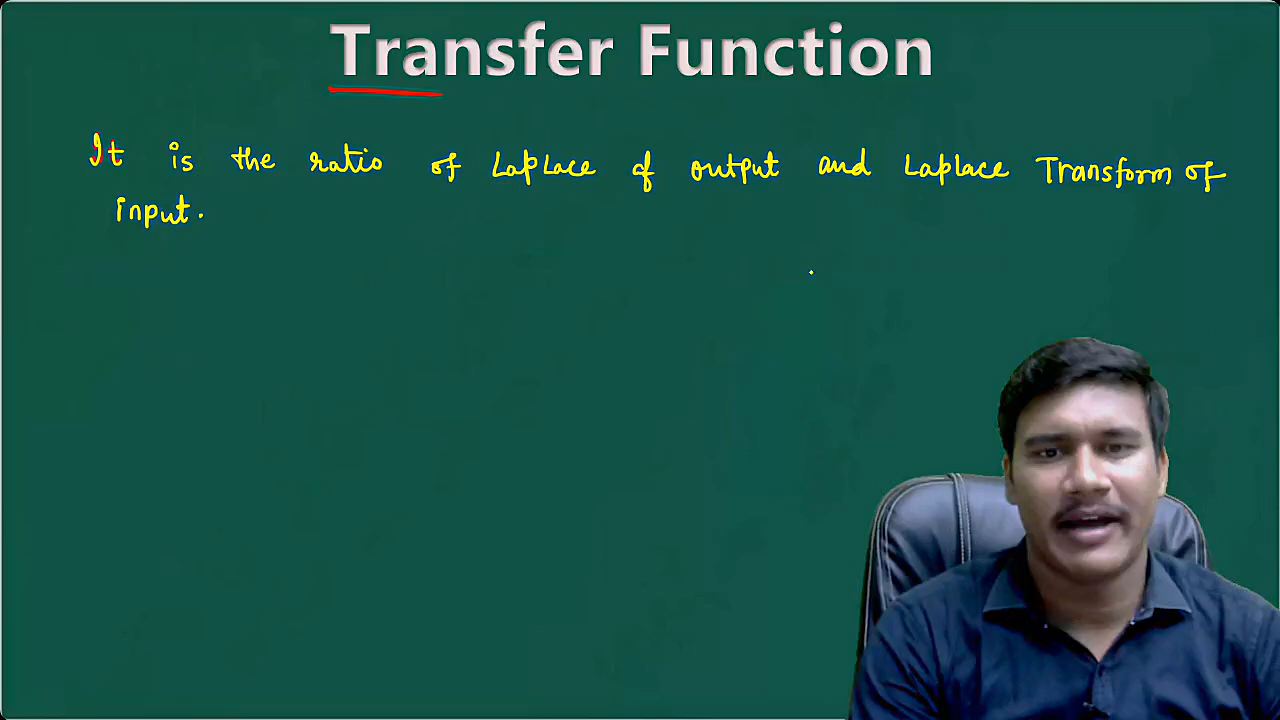 Transfer Function
It is the ratio of Laplace of output and Laplace Transform of
input.